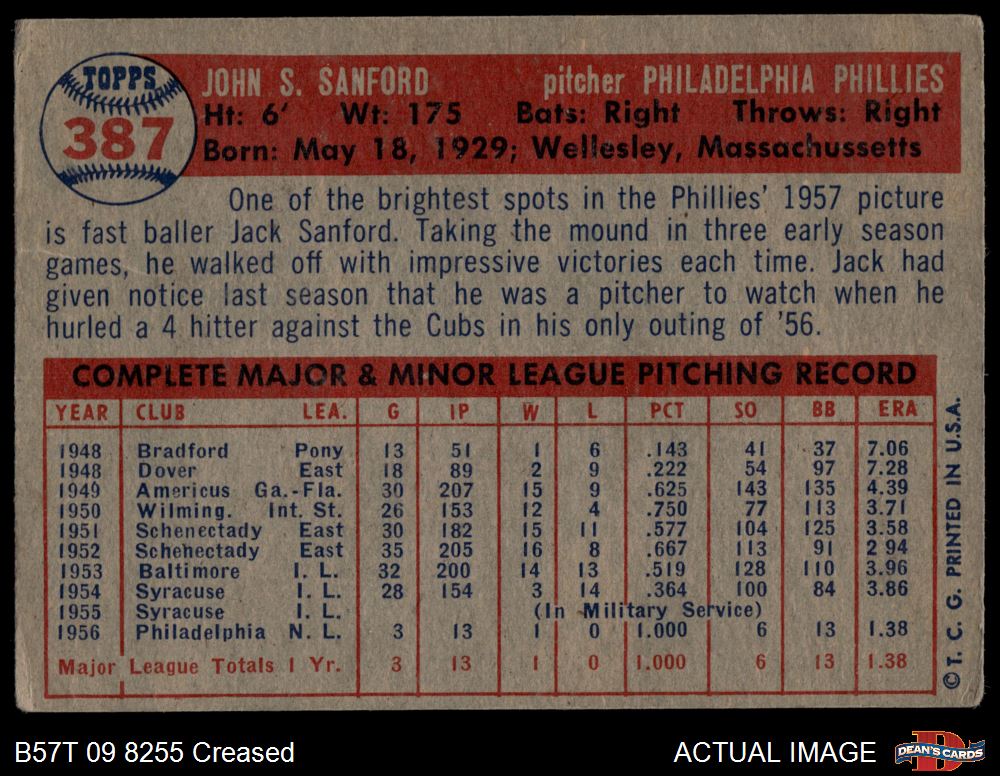 TOPPS
387
JOHN S. SANFORD pitcher PHILADELPHIA PHILLIES
Ht: 6' Wt: 175 Bats: Right Throws: Right
Born: May 18, 1929; Wellesley, Massachussetts
One of the brightest spots in the Phillies' 1957 picture
is fast baller Jack Sanford. Taking the mound in three early season
games, he walked off with impressive victories each time. Jack had
given notice last season that he was a pitcher to watch when he
hurled a 4 hitter against the Cubs in his only outing of '56.
COMPLETE MAJOR & MINOR LEAGUE PITCHING RECORD
YEAR CLUB LEA. G IP W L PCT SO BB ERA
1948 Bradford Pony 13 51 1 6 .143 41 37 7.06
1948 Dover East 18 89 2 9 .222 54 97 7.28
1949 Americus Ga.-Fla. 30 207 15 9 .625 143 135 4.39
1950 Wilming. Int. St. 26 153 12 4 .750 77 113 3.71
1951 Schenectady East 30 182 15 11 .577 104 125 3.58
1952 Schehectady East 35 205 16 8 .667 113 91 2 94
1953 Baltimore I. L. 32 200 14 13 .519 128 110 3.96
1954 Syracuse I. L. 28 154 3 14 .364 100 84 3.86
1955 Syracuse I. L. (In Military Service)
1956 Philadelphia N. L. 3 13 1 0 1.000 6 13 1.38
Major League Totals 1 Yr. 3 13 1 0 1.000 6 13 1.38
©T. C. G. PRINTED IN U.S.A.
B57T 09 8255 Creased
ACTUAL IMAGE
D
DEAN'S CARDS